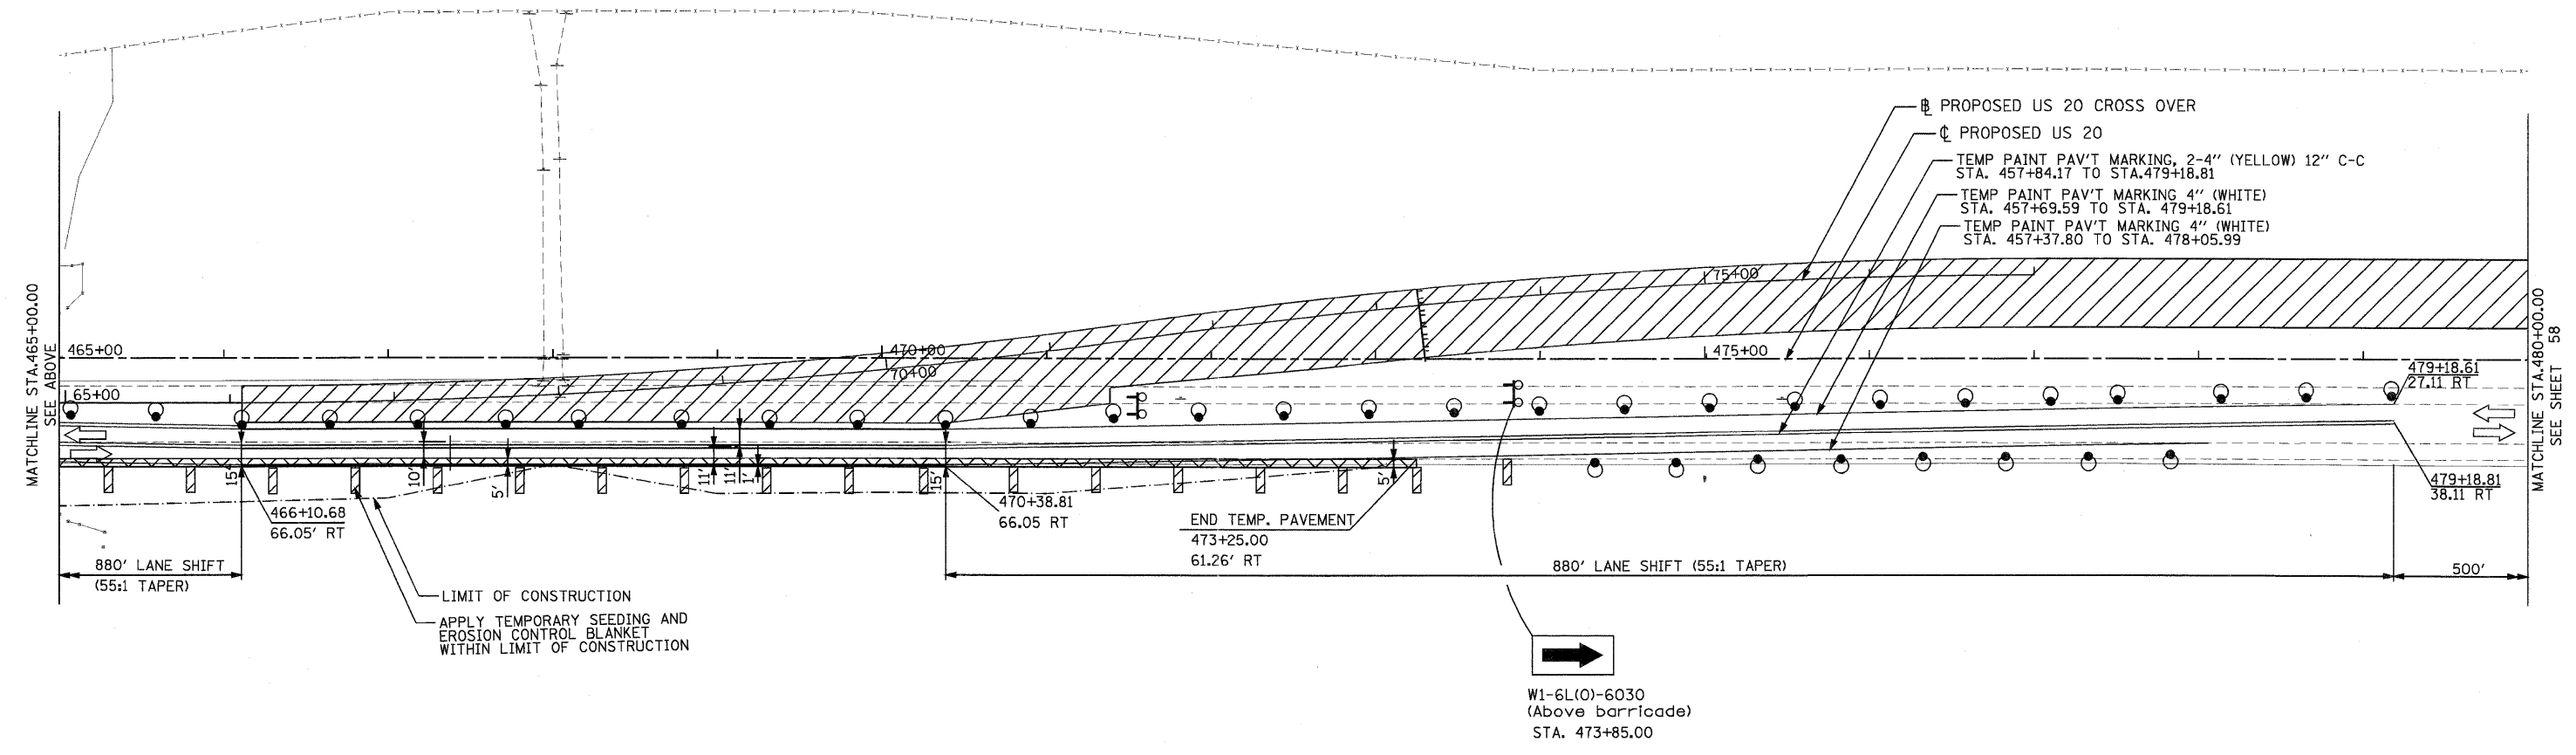 ℄ PROPOSED US 20
PROPOSED US 20 CROSS OVER
TEMP PAINT PAV'T MARKING, 2-4" (YELLOW) 12" C-C
STA. 457+84.17 TO STA.479+18.81
TEMP PAINT PAV'T MARKING 4" (WHITE)
STA. 457+69.59 TO STA. 479+18.61
TEMP PAINT PAV'T MARKING 4" (WHITE)
STA. 457+37.80 TO STA. 478+05.99
MATCHLINE STA.465+00.00
SEE ABOVE
465+00
470+00
70+00
75+00
475+00
65+00
479+18.61
27.11 RT
MATCHLINE STA.480+00.00
SEE SHEET 58
15'
10'
5'
11'
11'
1'
15'
5'
466+10.68
66.05' RT
470+38.81
66.05 RT
END TEMP. PAVEMENT
473+25.00
61.26' RT
479+18.81
38.11 RT
880' LANE SHIFT
(55:1 TAPER)
880' LANE SHIFT (55:1 TAPER)
500'
LIMIT OF CONSTRUCTION
APPLY TEMPORARY SEEDING AND
EROSION CONTROL BLANKET
WITHIN LIMIT OF CONSTRUCTION
W1-6L(O)-6030
(Above barricade)
STA. 473+85.00